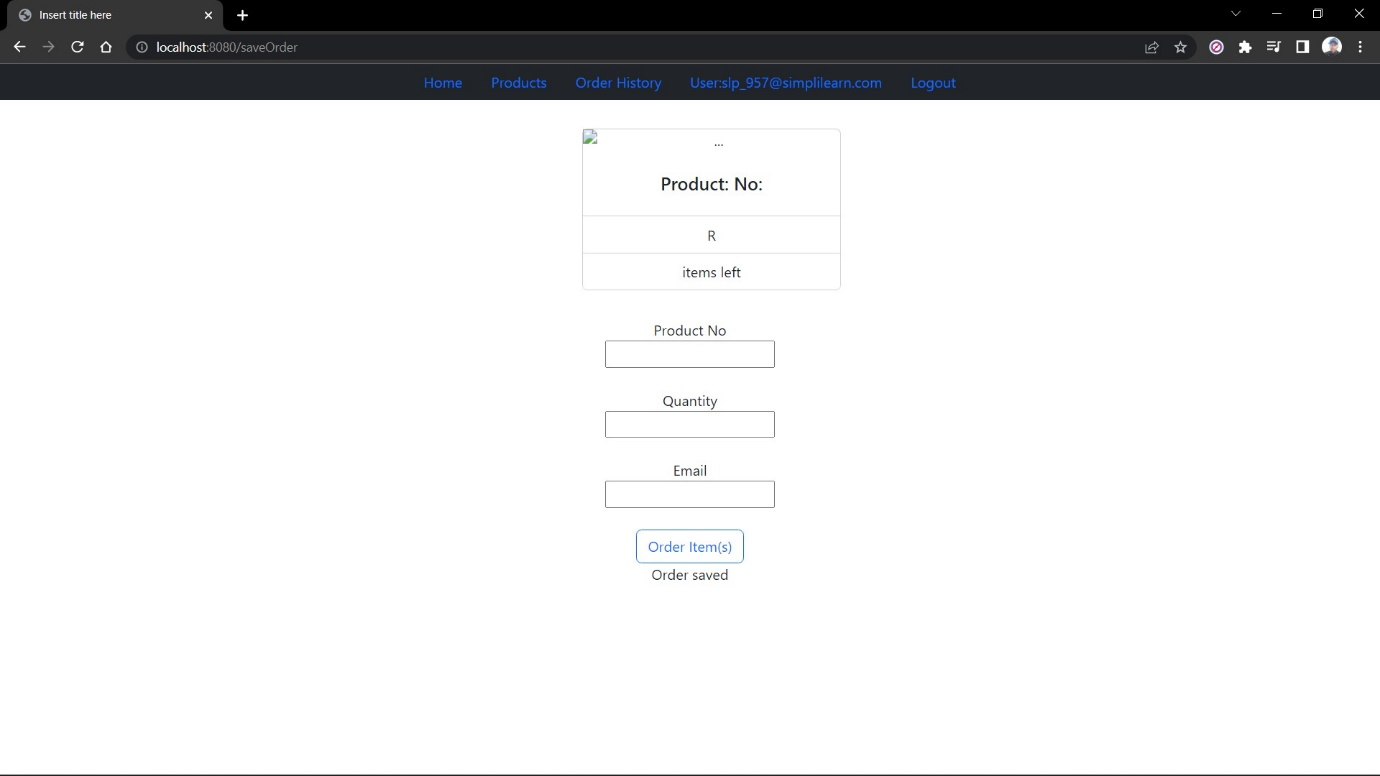 Insert title here
localhost:8080/saveOrder
Home Products Order History User:slp_957@simplilearn.com Logout
...
Product: No:
R
items left
Product No
Quantity
Email
Order Item(s)
Order saved